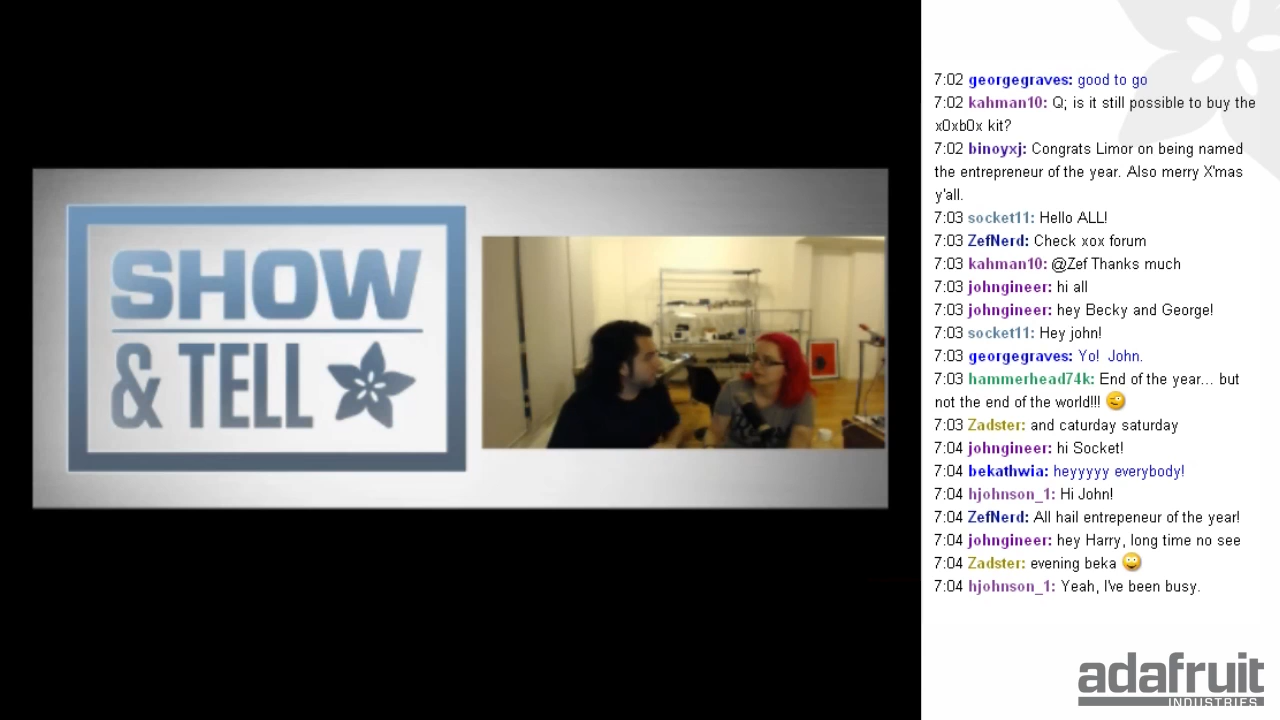 SHOW
& TELL
7:02 georgegraves: good to go
7:02 kahman10: Q; is it still possible to buy the
x0xb0x kit?
7:02 binoyxj: Congrats Limor on being named
the entrepreneur of the year. Also merry X'mas
y'all.
7:03 socket11: Hello ALL!
7:03 ZefNerd: Check xox forum
7:03 kahman10: @Zef Thanks much
7:03 johngineer: hi all
7:03 johngineer: hey Becky and George!
7:03 socket11: Hey john!
7:03 georgegraves: Yo! John.
7:03 hammerhead74k: End of the year... but
not the end of the world!!!
7:03 Zadster: and caturday saturday
7:04 johngineer: hi Socket!
7:04 bekathwia: heyyyyy everybody!
7:04 hjohnson_1: Hi John!
7:04 ZefNerd: All hail entrepeneur of the year!
7:04 johngineer: hey Harry, long time no see
7:04 Zadster: evening beka
7:04 hjohnson_1: Yeah, I've been busy.
adafruit
INDUSTRIES